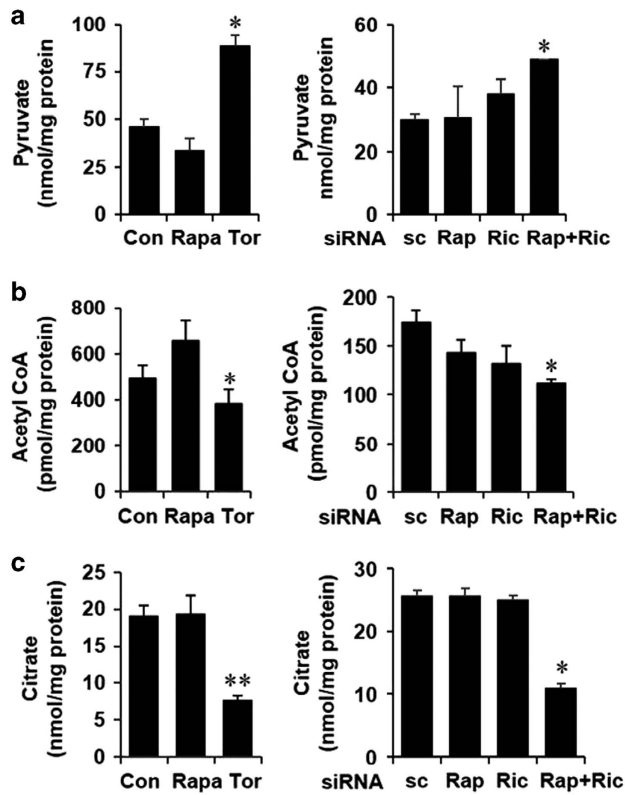 a
Pyruvate
(nmol/mg protein)
100
75
50
25
0
*
Con Rapa Tor
Pyruvate
nmol/mg protein)
60
40
20
0
*
siRNA sc Rap Ric Rap+Ric
b
Acetyl CoA
(pmol/mg protein)
800
600
400
200
0
*
Con Rapa Tor
Acetyl CoA
(pmol/mg protein)
200
150
100
50
0
*
siRNA sc Rap Ric Rap+Ric
c
Citrate
(nmol/mg protein)
25
20
15
10
5
0
**
Con Rapa Tor
Citrate
(nmol/mg protein)
30
20
10
0
*
siRNA sc Rap Ric Rap+Ric